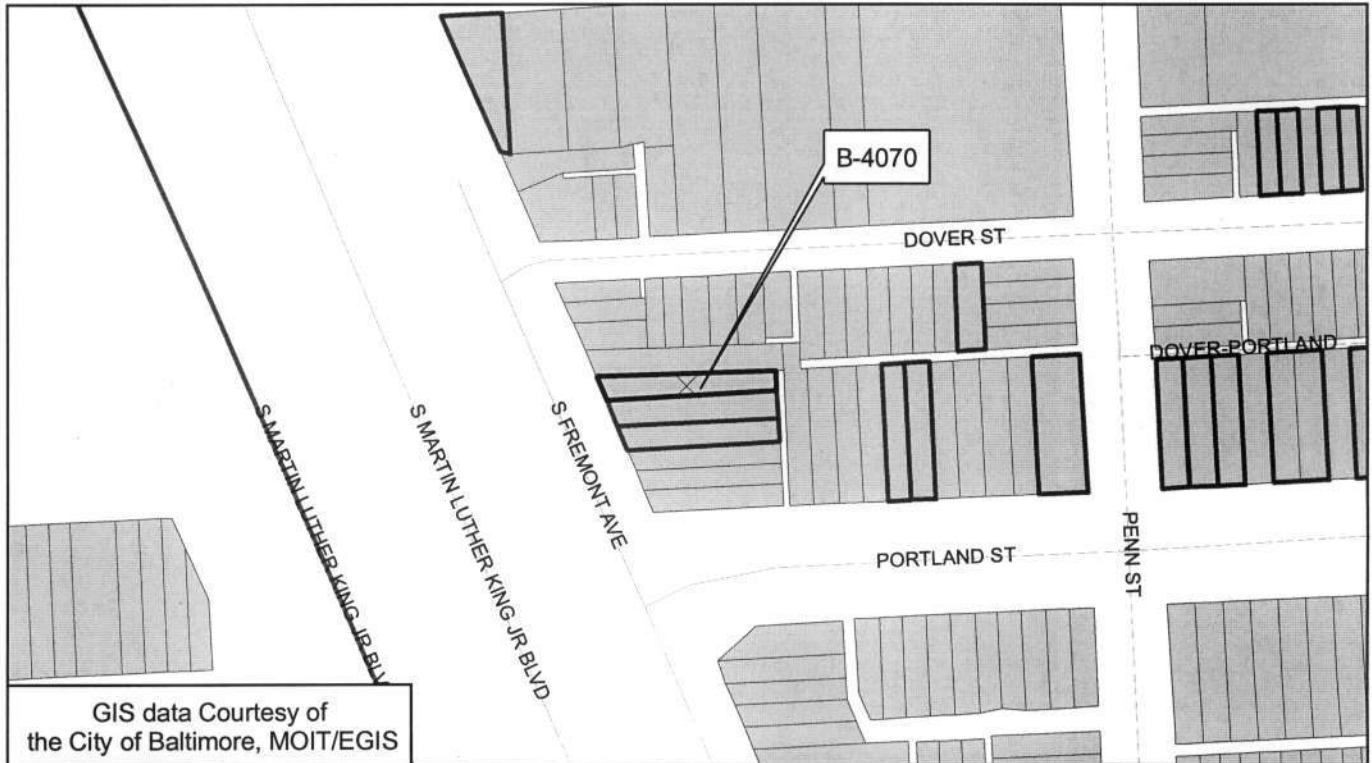 B-4070
DOVER ST
DOVER-PORTLAND
S MARTIN LUTHER KING JR BLV
S MARTIN LUTHER KING JR BLVD
S FREMONT AVE
PORTLAND ST
PENN ST
GIS data Courtesy of
the City of Baltimore, MOIT/EGIS